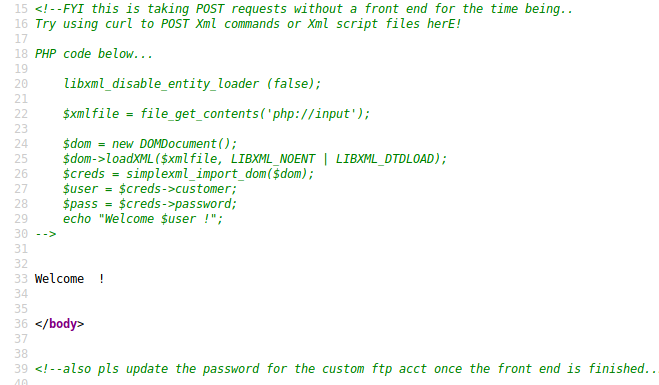 15 <!--FYI this is taking POST requests without a front end for the time being..
16 Try using curl to POST Xml commands or Xml script files herE!
17
18 PHP code below...
19
20 libxml_disable_entity_loader (false);
21
22 $xmlfile = file_get_contents('php://input');
23
24 $dom = new DOMDocument();
25 $dom->loadXML($xmlfile, LIBXML_NOENT | LIBXML_DTDLOAD);
26 $creds = simplexml_import_dom($dom);
27 $user = $creds->customer;
28 $pass = $creds->password;
29 echo "Welcome $user !";
30 -->
31
32
33 Welcome  !
34
35
36 </body>
37
38
39 <!--also pls update the password for the custom ftp acct once the front end is finished..
40